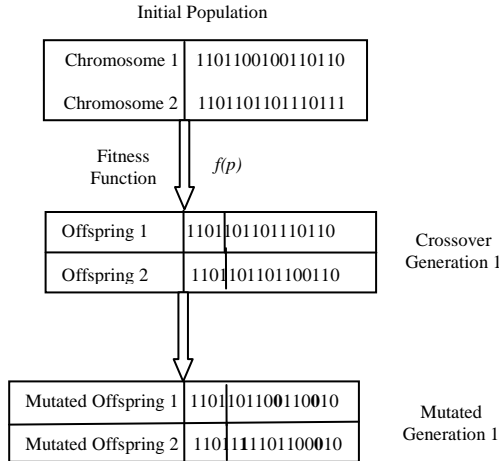 Initial Population
Chromosome 1 1101100100110110
Chromosome 2 1101101101110111
Fitness Function
f(p)
Offspring 1 1101101101110110
Offspring 2 1101101101100110
Crossover Generation 1
Mutated Offspring 1 1101101100110010
Mutated Offspring 2 1101111101100010
Mutated Generation 1